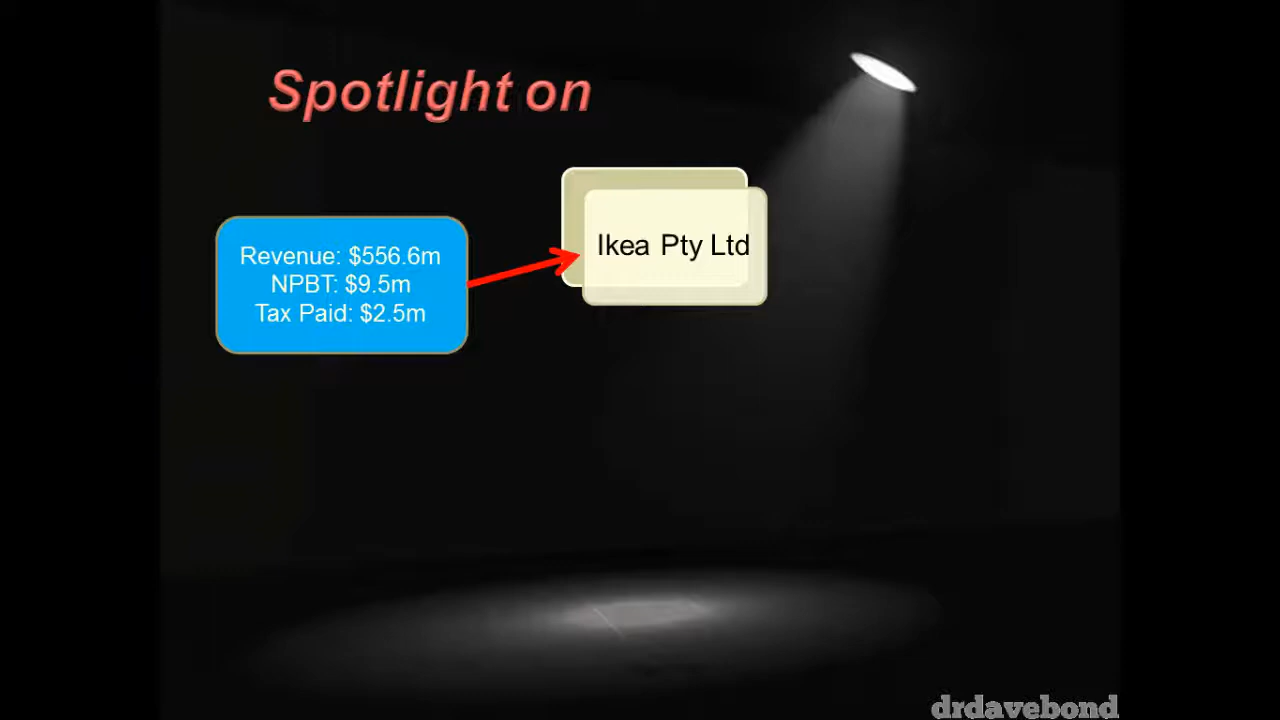 Spotlight on
Ikea Pty Ltd
Revenue: $556.6m
NPBT: $9.5m
Tax Paid: $2.5m
drdavebond